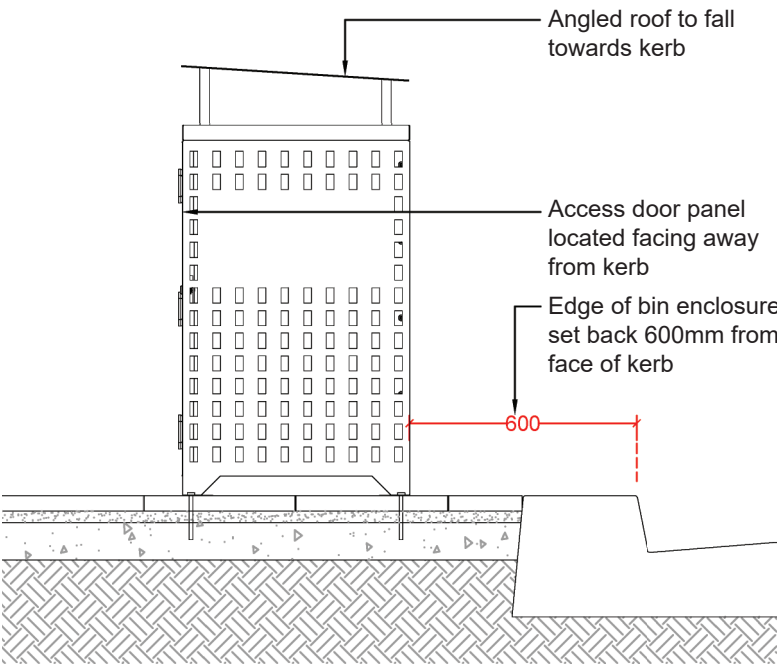 Angled roof to fall
towards kerb
Access door panel
located facing away
from kerb
Edge of bin enclosure
set back 600mm from
face of kerb
600